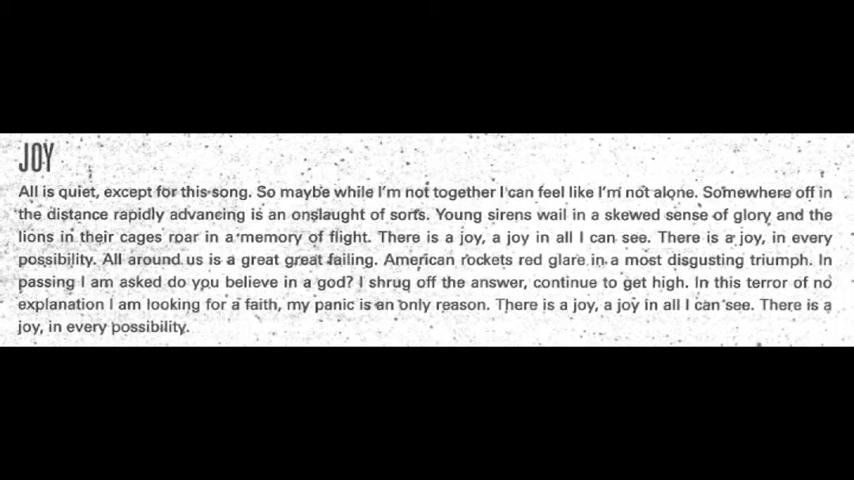 JOY
All is quiet, except for this song. So maybe while I'm not together I can feel like I'm not alone. Somewhere off in
the distance rapidly advancing is an onslaught of sorts. Young sirens wail in a skewed sense of glory and the
lions in their cages roar in a memory of flight. There is a joy, a joy in all I can see. There is a joy, in every
possibility. All around us is a great great failing. American rockets red glare in a most disgusting triumph. In
passing I am asked do you believe in a god? I shrug off the answer, continue to get high. In this terror of no
explanation I am looking for a faith, my panic is an only reason. There is a joy, a joy in all I can see. There is a
joy, in every possibility.